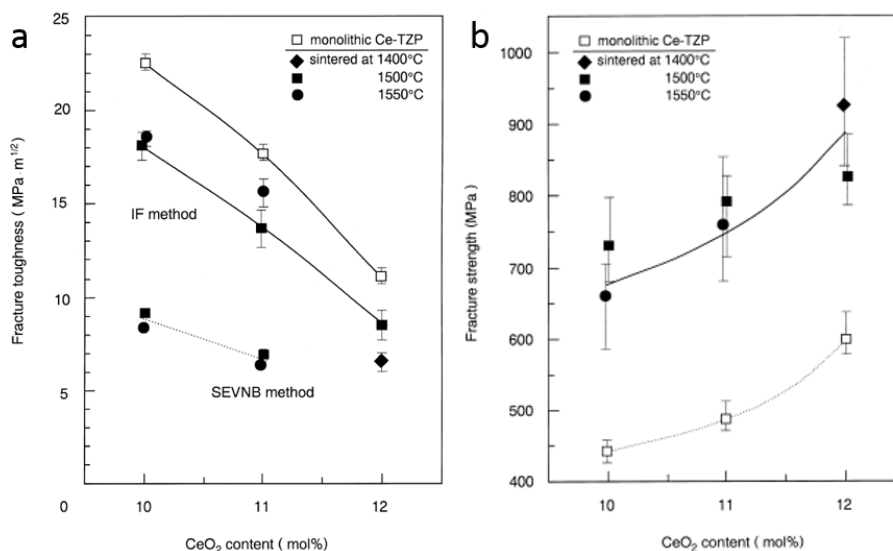 a
25
20
15
10
5
0
Fracture toughness ( MPa · m1/2)
monolithic Ce-TZP
sintered at 1400°C
1500°C
1550°C
IF method
SEVNB method
10 11 12
CeO2 content ( mol%)
b
1000
900
800
700
600
500
400
Fracture strength (MPa)
monolithic Ce-TZP
sintered at 1400°C
1500°C
1550°C
10 11 12
CeO2 content ( mol%)